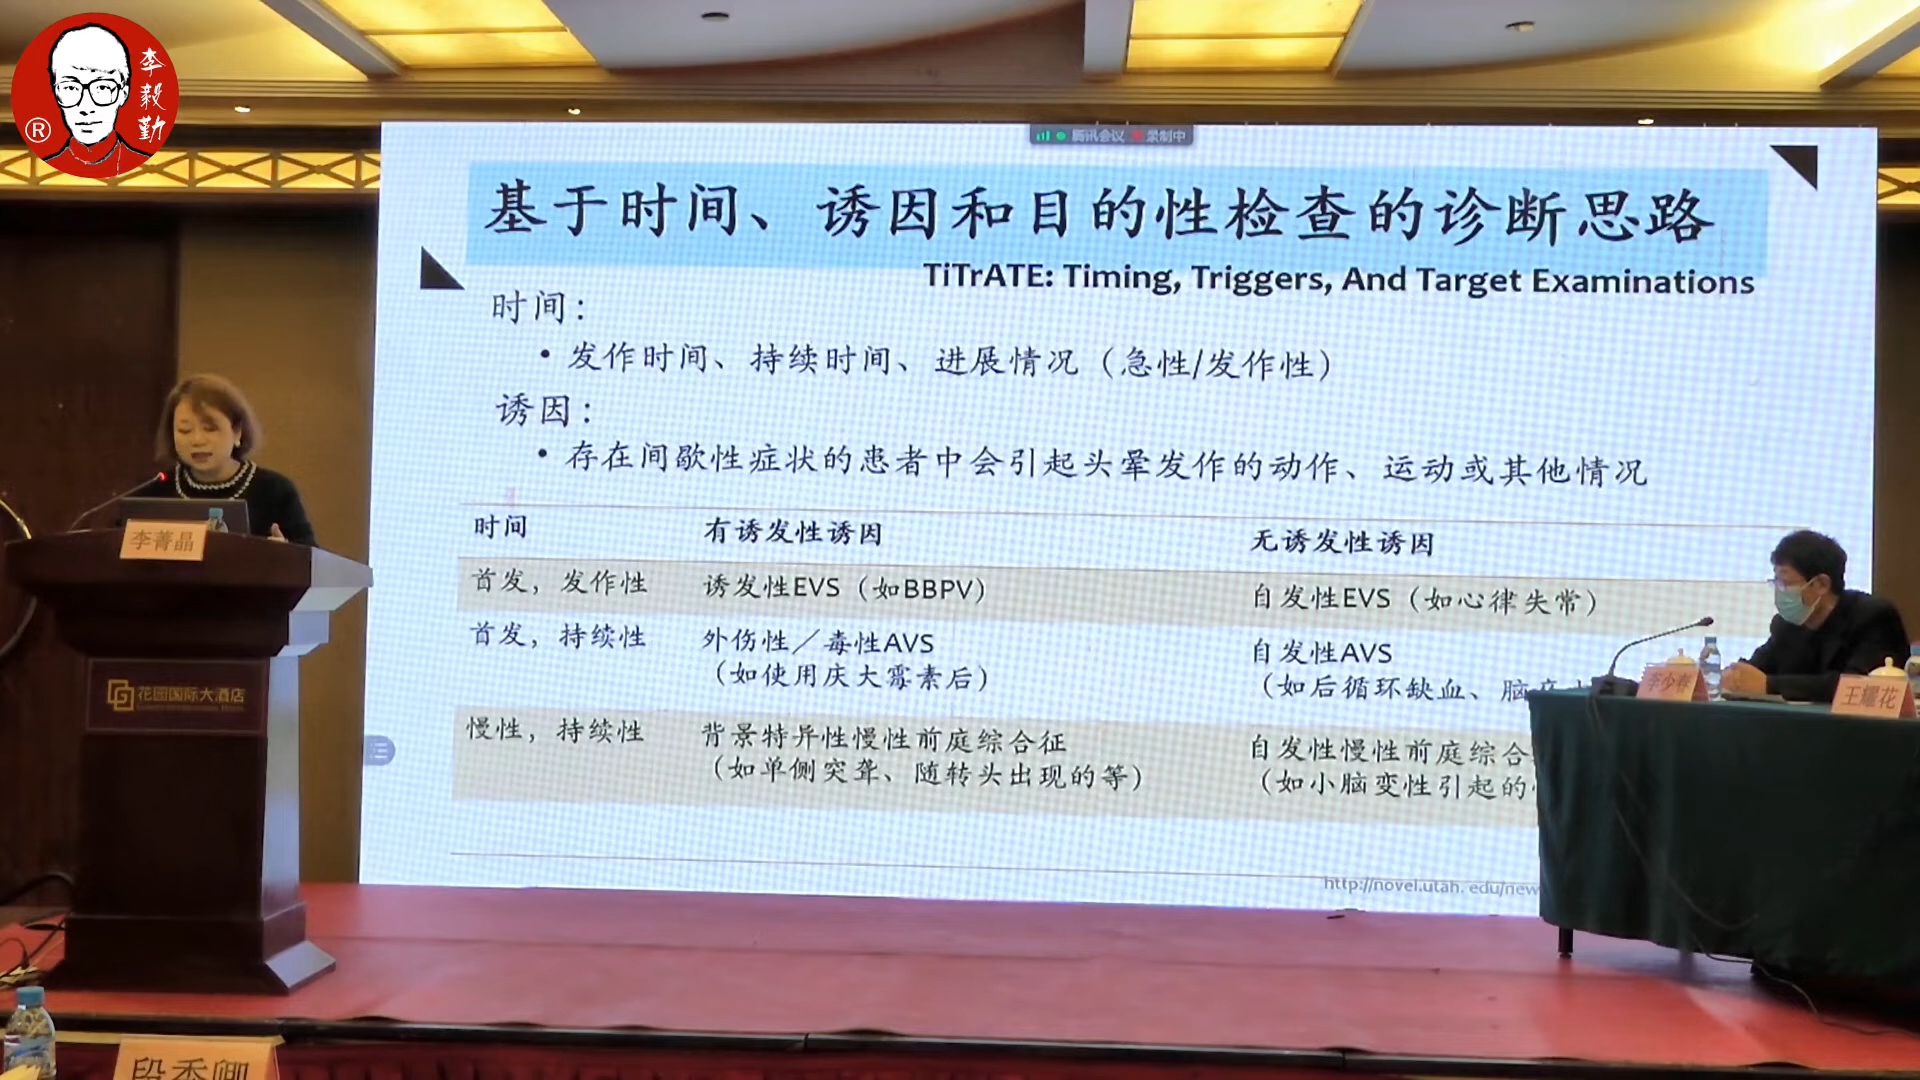 李毅勤
®
腾讯会议 录制中
基于时间、诱因和目的性检查的诊断思路
TiTrATE: Timing, Triggers, And Target Examinations
时间:
• 发作时间、持续时间、进展情况（急性/发作性）
诱因:
• 存在间歇性症状的患者中会引起头晕发作的动作、运动或其他情况
时间 有诱发性诱因 无诱发性诱因
首发，发作性 诱发性EVS（如BBPV） 自发性EVS（如心律失常）
首发，持续性 外伤性／毒性AVS 自发性AVS
（如使用庆大霉素后） （如后循环缺血、脑
慢性，持续性 背景特异性慢性前庭综合征 自发性慢性前庭综合
（如单侧突聋、随转头出现的等） （如小脑变性引起的
http://novel.utah. edu/new
李菁晶
花园国际大酒店
李少春
王耀花
段秀卿